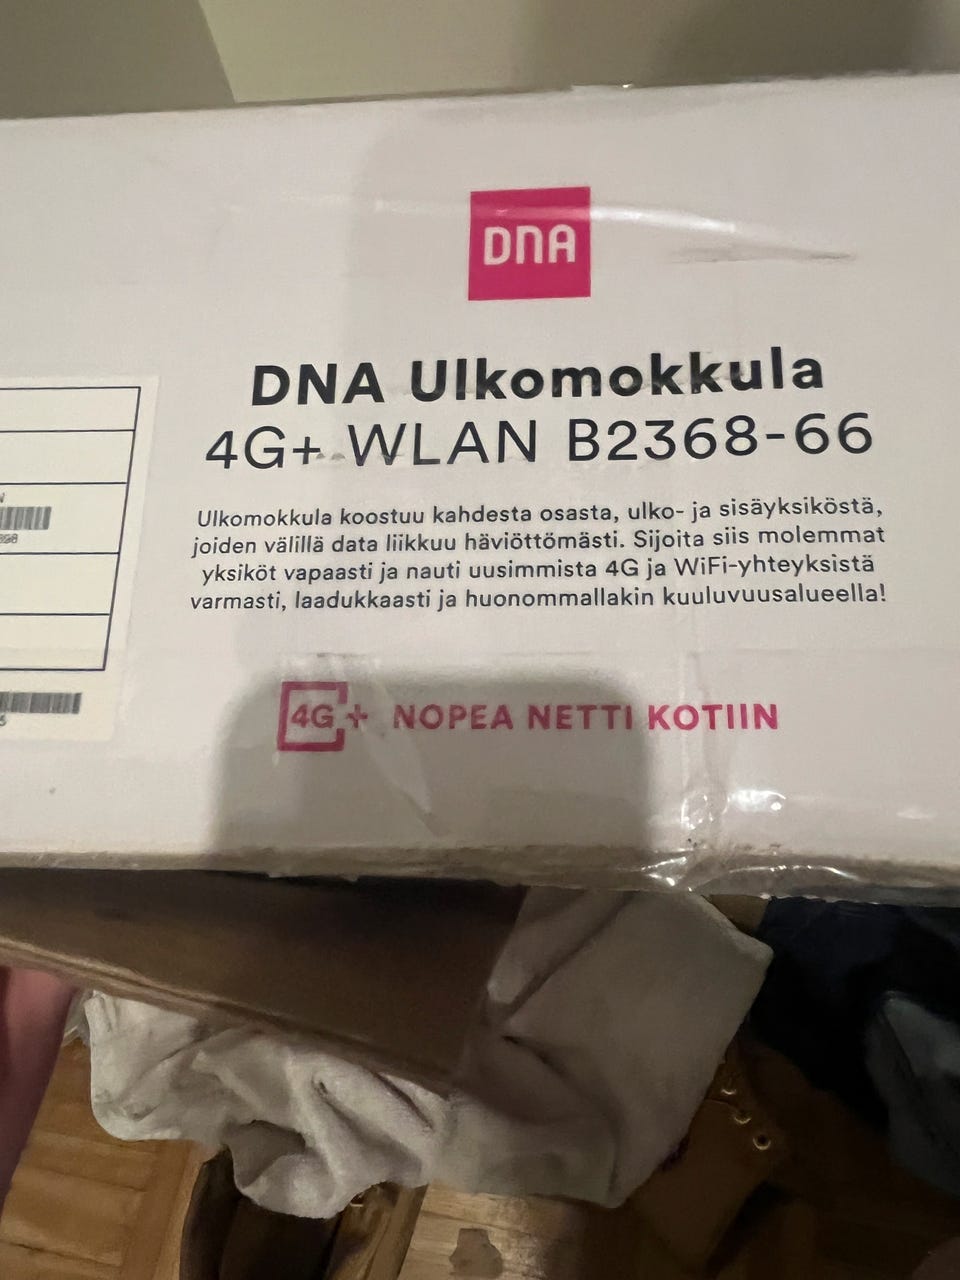 DNA
DNA Ulkomokkula
4G+ WLAN B2368-66
Ulkomokkula koostuu kahdesta osasta, ulko- ja sisäyksiköstä,
joiden välillä data liikkuu häviöttömästi. Sijoita siis molemmat
yksiköt vapaasti ja nauti uusimmista 4G ja WiFi-yhteyksistä
varmasti, laadukkaasti ja huonommallakin kuuluvuusalueella!
4G+ NOPEA NETTI KOTIIN